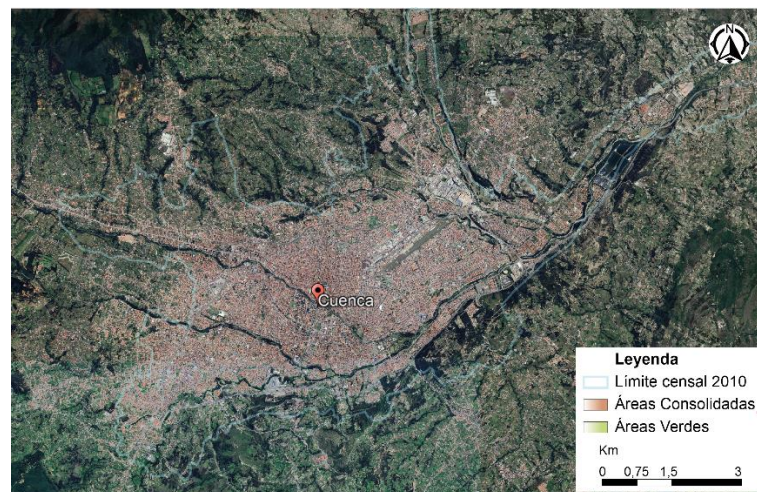 N
Cuenca
Leyenda
Límite censal 2010
Áreas Consolidadas
Áreas Verdes
Km
0 0,75 1,5 3